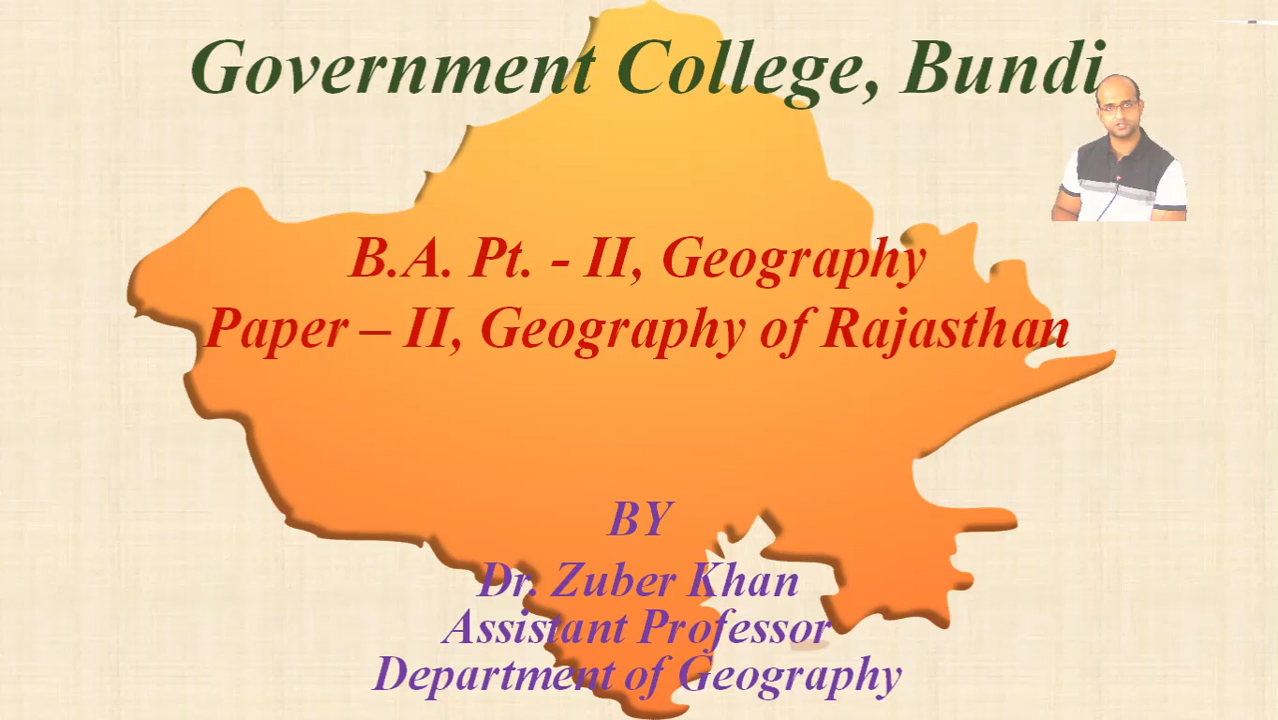 Government College, Bundi
B.A. Pt. - II, Geography
Paper – II, Geography of Rajasthan
BY
Dr. Zuber Khan
Assistant Professor
Department of Geography